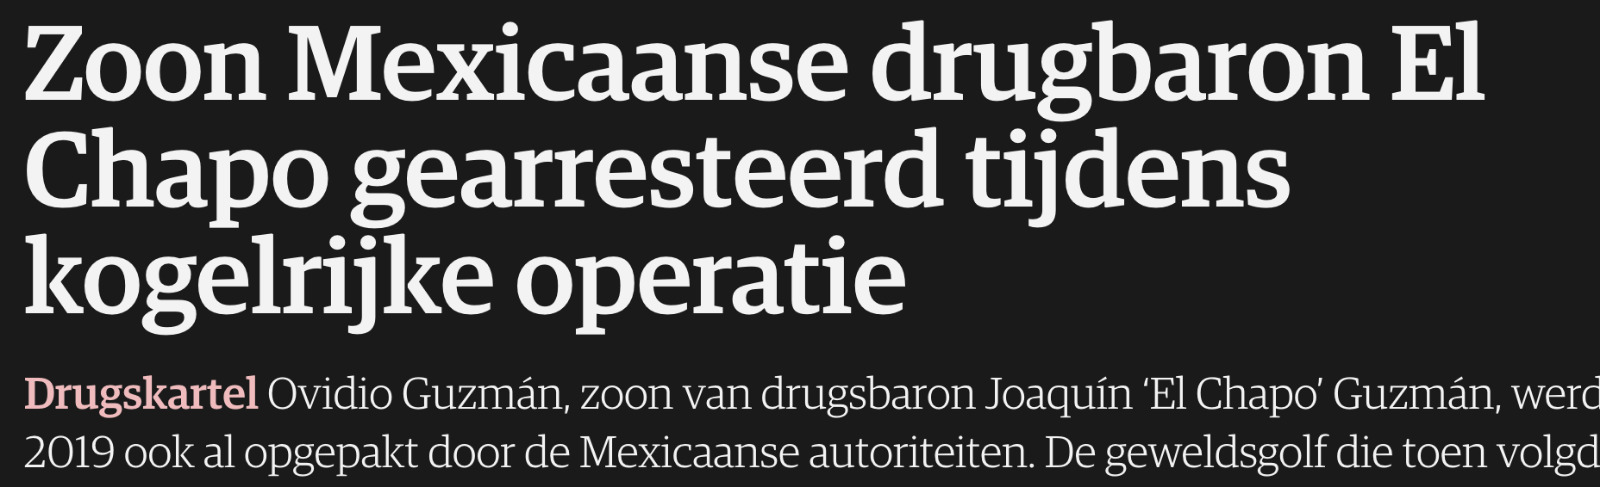 Zoon Mexicaanse drugbaron El
Chapo gearresteerd tijdens
kogelrijke operatie
Drugskartel Ovidio Guzmán, zoon van drugsbaron Joaquín ‘El Chapo’ Guzmán, werd
2019 ook al opgepakt door de Mexicaanse autoriteiten. De geweldsgolf die toen volgd